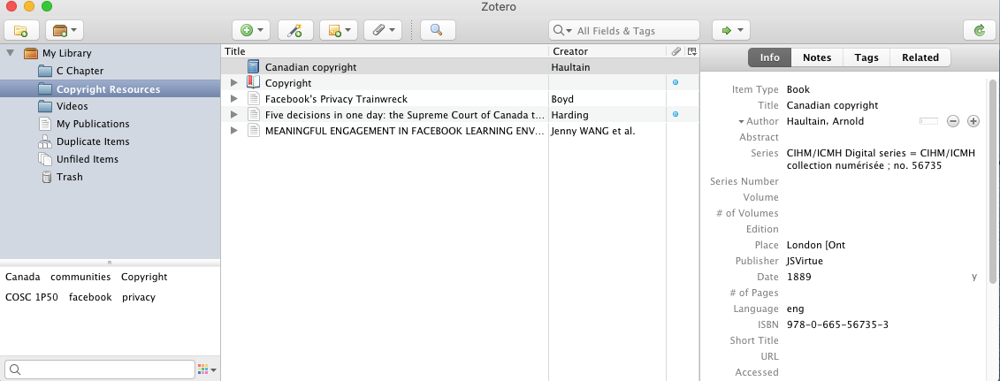 Zotero
All Fields & Tags
My Library
C Chapter
Copyright Resources
Videos
My Publications
Duplicate Items
Unfiled Items
Trash
Canada communities Copyright
COSC 1P50 facebook privacy
Title Creator
Canadian copyright Haultain
Copyright
Facebook's Privacy Trainwreck Boyd
Five decisions in one day: the Supreme Court of Canada t... Harding
MEANINGFUL ENGAGEMENT IN FACEBOOK LEARNING ENV... Jenny WANG et al.
Info Notes Tags Related
Item Type Book
Title Canadian copyright
Author Haultain, Arnold
Abstract
Series CIHM/ICMH Digital series = CIHM/ICMH
collection numérisée ; no. 56735
Series Number
Volume
# of Volumes
Edition
Place London [Ont
Publisher JSVirtue
Date 1889 y
# of Pages
Language eng
ISBN 978-0-665-56735-3
Short Title
URL
Accessed